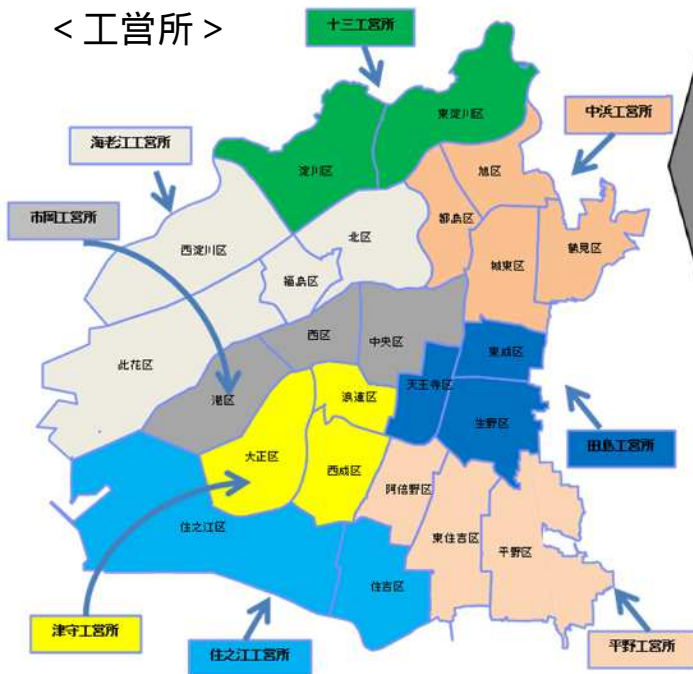 ＜工営所＞
十三工営所
東淀川区
中浜工営所
海老江工営所
淀川区
旭区
市岡工営所
都島区
北区
鶴見区
西淀川区
城東区
福島区
西区
中央区
東成区
此花区
天王寺区
港区
浪速区
生野区
田島工営所
大正区
西成区
阿倍野区
住之江区
東住吉区
平野区
住吉区
津守工営所
住之江工営所
平野工営所